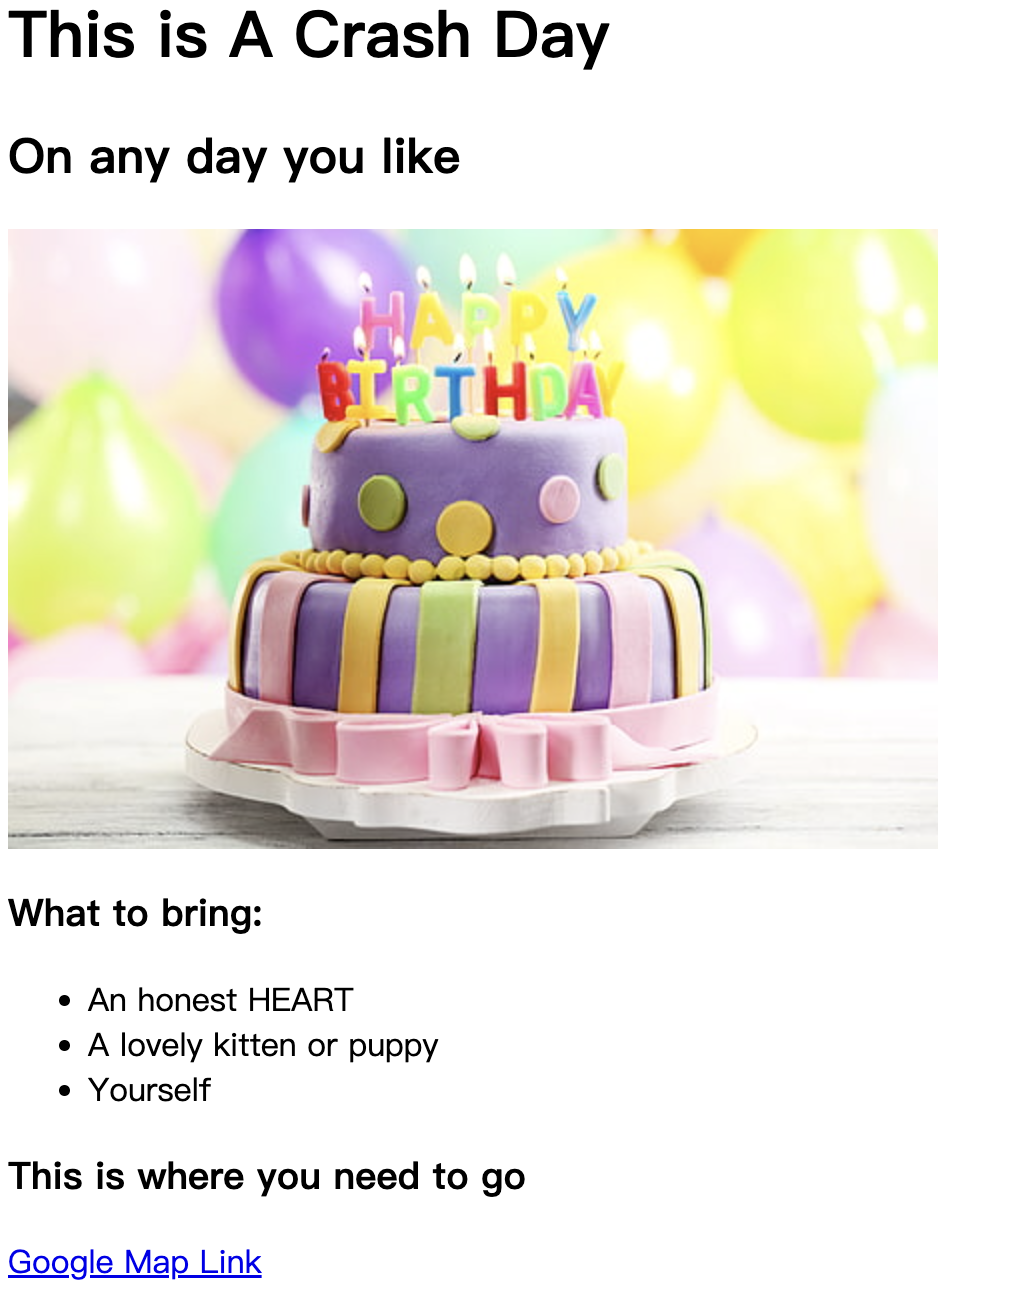 This is A Crash Day
On any day you like
HAPPY
BIRTHDAY
What to bring:
An honest HEART
A lovely kitten or puppy
Yourself
This is where you need to go
Google Map Link